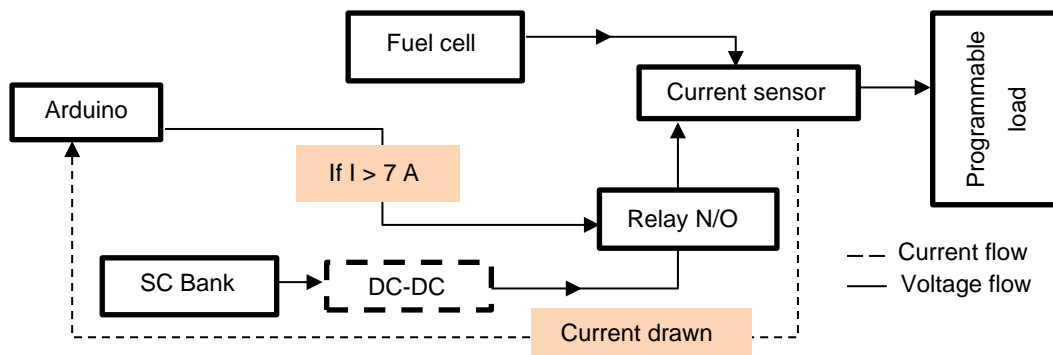 Fuel cell
Current sensor
Programmable
load
Arduino
If I > 7 A
Relay N/O
SC Bank
DC-DC
Current drawn
Current flow
Voltage flow